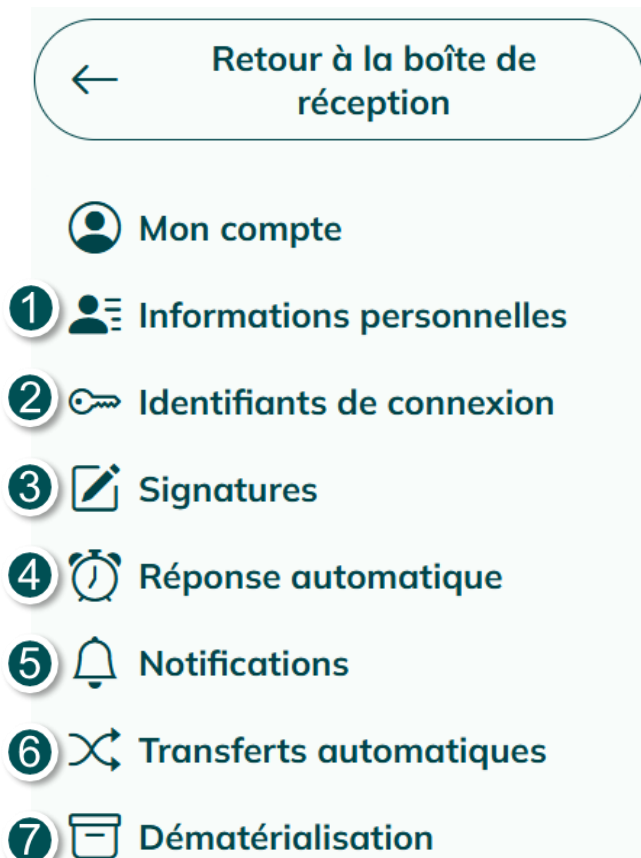 Retour à la boîte de
réception
Mon compte
1 Informations personnelles
2 Identifiants de connexion
3 Signatures
4 Réponse automatique
5 Notifications
6 Transferts automatiques
7 Dématérialisation